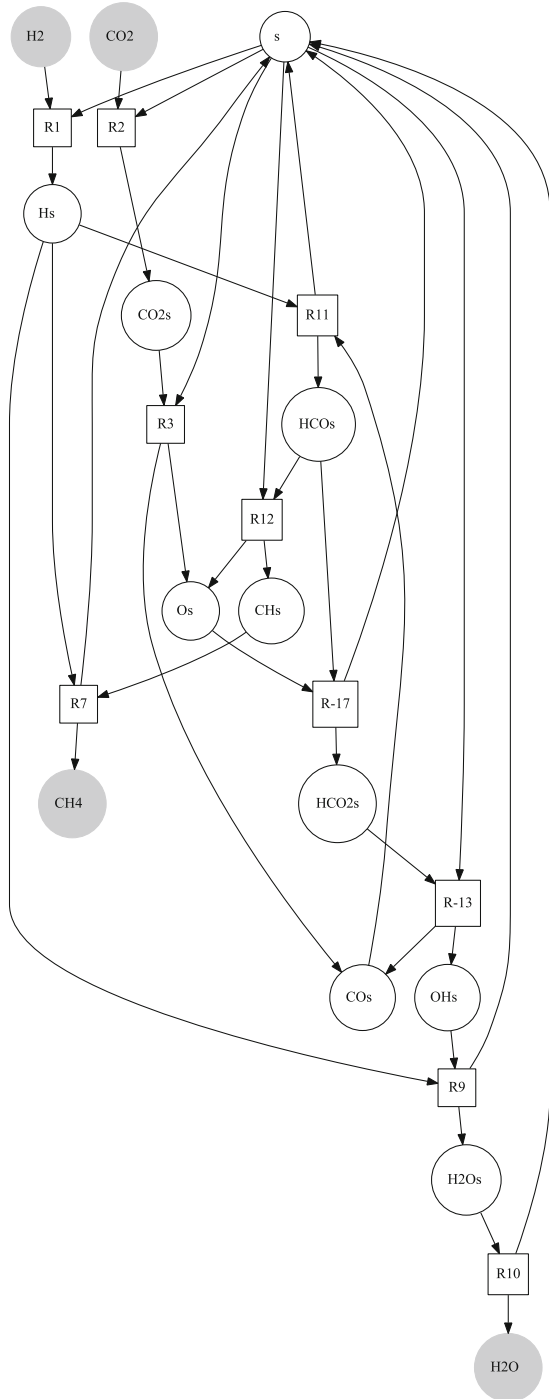 H2
CO2
s
R1
R2
Hs
CO2s
R11
R3
HCOs
R12
Os
CHs
R7
R-17
CH4
HCO2s
R-13
COs
OHs
R9
H2Os
R10
H2O